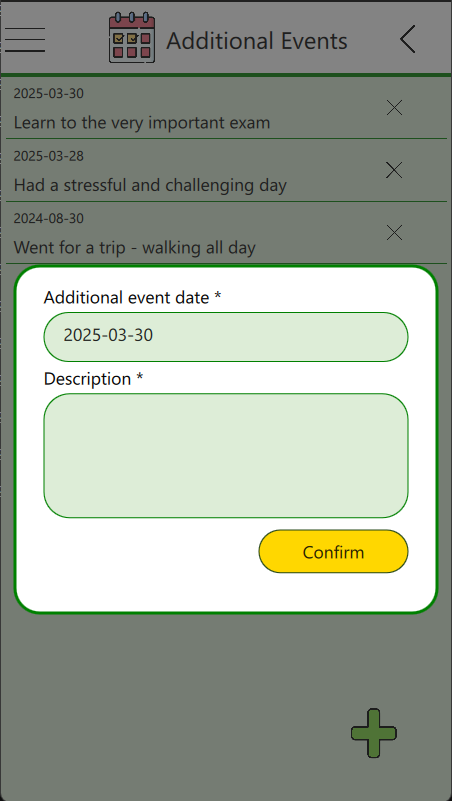 Additional Events
2025-03-30
Learn to the very important exam
2025-03-28
Had a stressful and challenging day
2024-08-30
Went for a trip - walking all day
Additional event date *
2025-03-30
Description *
Confirm